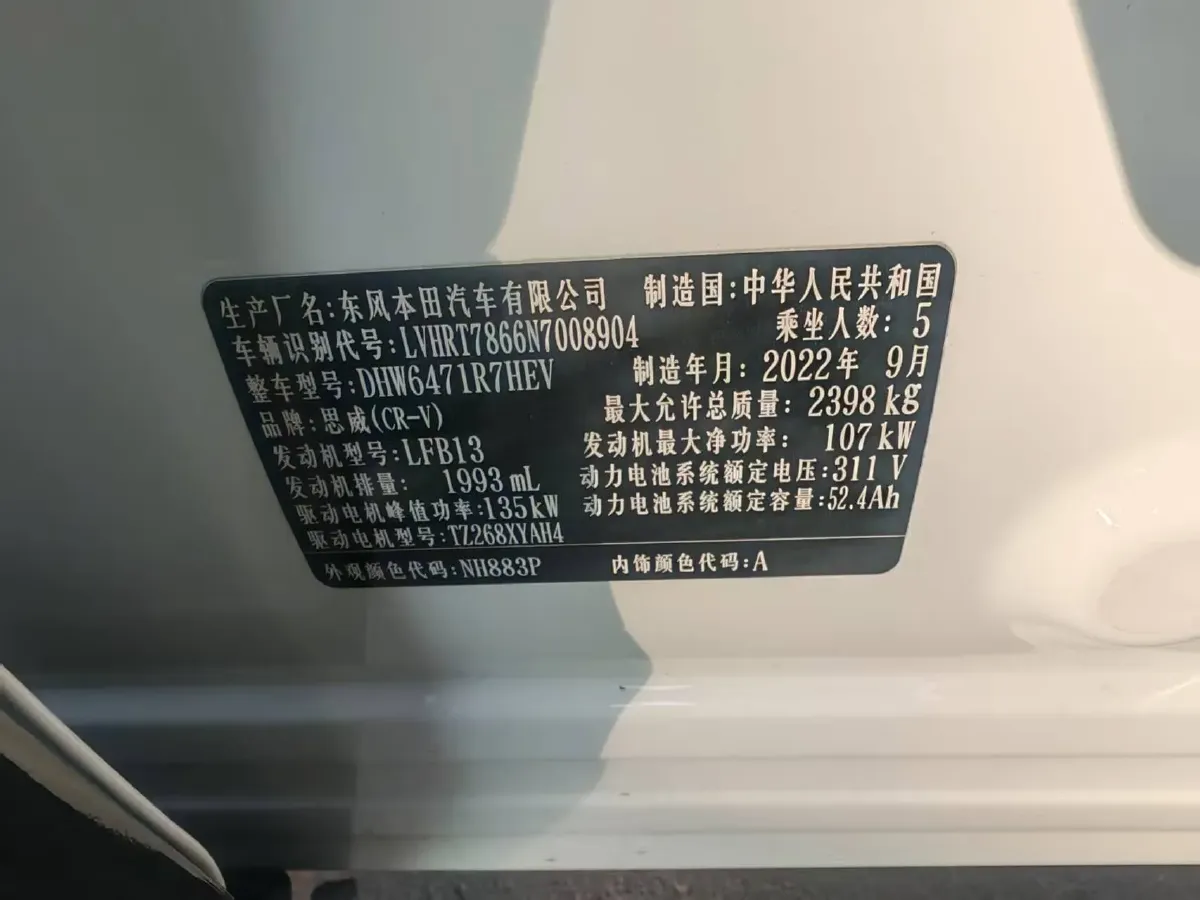 生产厂名:东风本田汽车有限公司 制造国:中华人民共和国
车辆识别代号:LVHRT7866N7008904 乘坐人数: 5
整车型号:DHW6471R7HEV 制造年月: 2022年 9月
品牌:思威(CR-V) 最大允许总质量: 2398 kg
发动机型号:LFB13 发动机最大净功率: 107 kW
发动机排量: 1993 mL 动力电池系统额定电压:311 V
驱动电机峰值功率:135kW 动力电池系统额定容量:52.4Ah
驱动电机型号:TZ268XYAH4
外观颜色代码:NH883P 内饰颜色代码:A